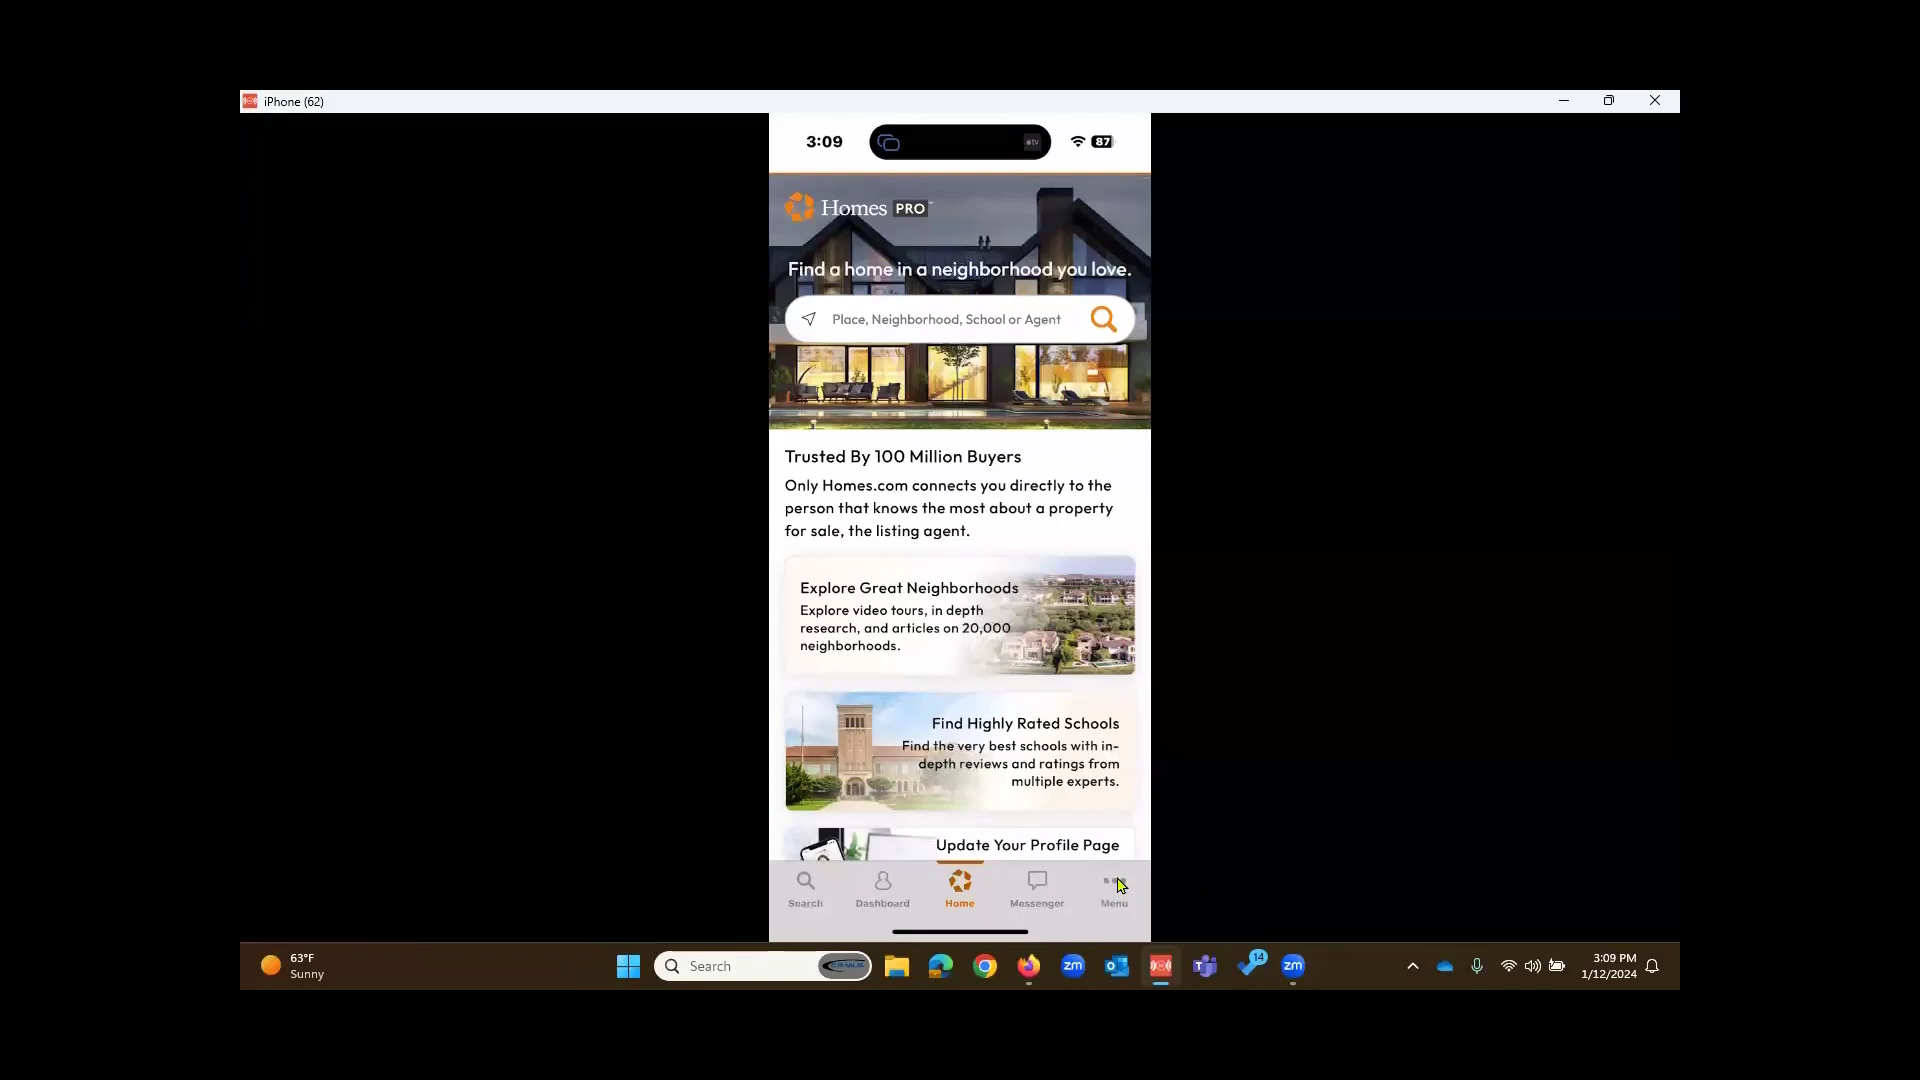 iPhone (62)
3:09
tv
87
Homes PRO
Find a home in a neighborhood you love.
Place, Neighborhood, School or Agent
Trusted By 100 Million Buyers
Only Homes.com connects you directly to the
person that knows the most about a property
for sale, the listing agent.
Explore Great Neighborhoods
Explore video tours, in depth
research, and articles on 20,000
neighborhoods.
Find Highly Rated Schools
Find the very best schools with in-
depth reviews and ratings from
multiple experts.
Update Your Profile Page
Search
Dashboard
Home
Messenger
Menu
63°F
Sunny
Search
CRMLS
zm
14
zm
3:09 PM
1/12/2024